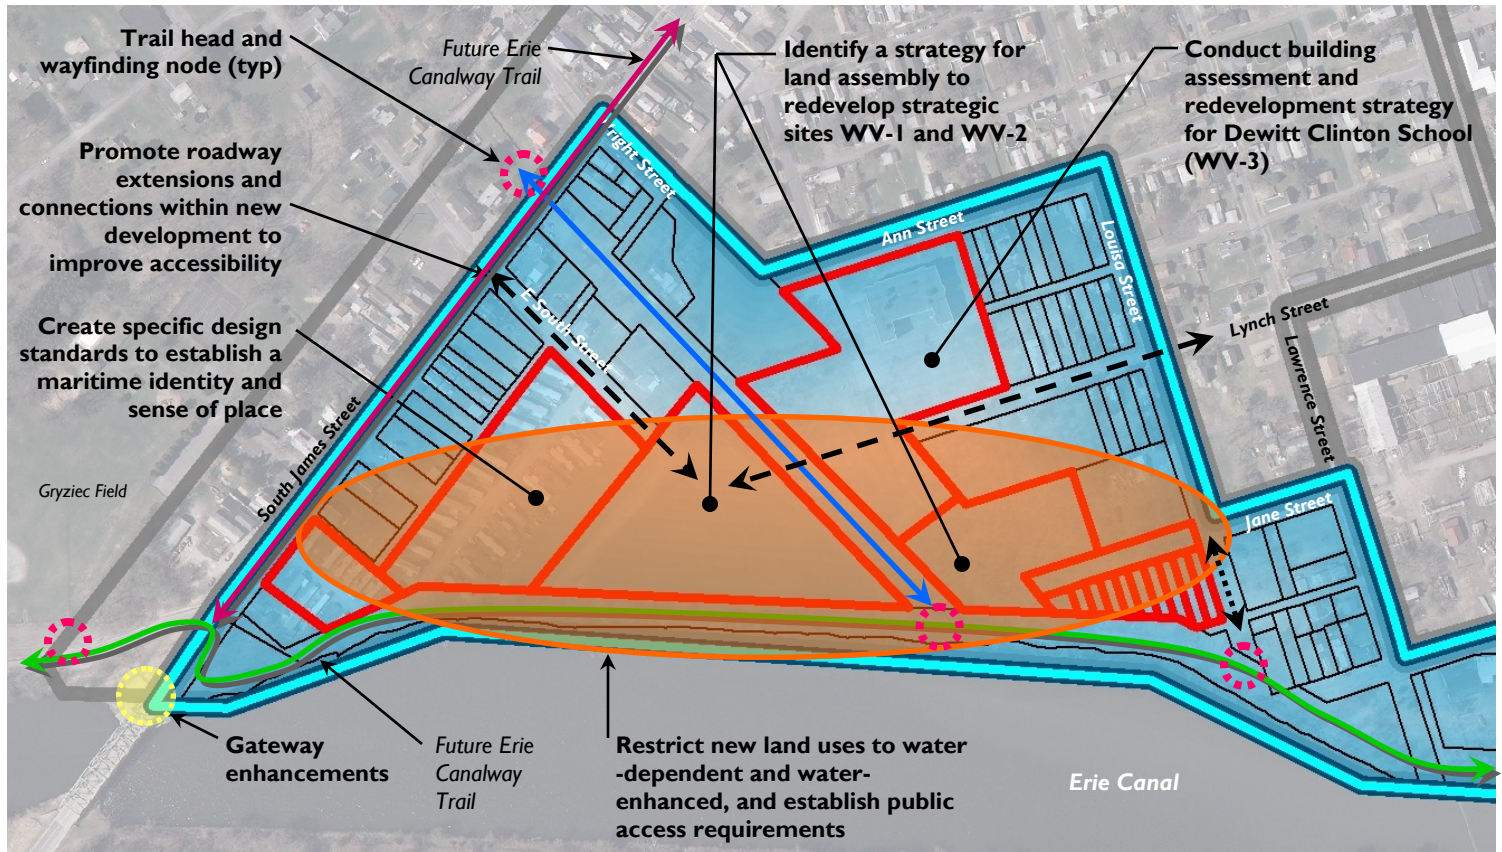 Trail head and
wayfinding node (typ)
Future Erie
Canalway Trail
Identify a strategy for
land assembly to
redevelop strategic
sites WV-1 and WV-2
Conduct building
assessment and
redevelopment strategy
for Dewitt Clinton School
(WV-3)
Promote roadway
extensions and
connections within new
development to
improve accessibility
Create specific design
standards to establish a
maritime identity and
sense of place
right Street
Ann Street
Louisa Street
E South Street
Lynch Street
Lawrence Street
South James Street
Gryziec Field
Jane Street
Gateway
enhancements
Future Erie
Canalway
Trail
Restrict new land uses to water
-dependent and water-
enhanced, and establish public
access requirements
Erie Canal